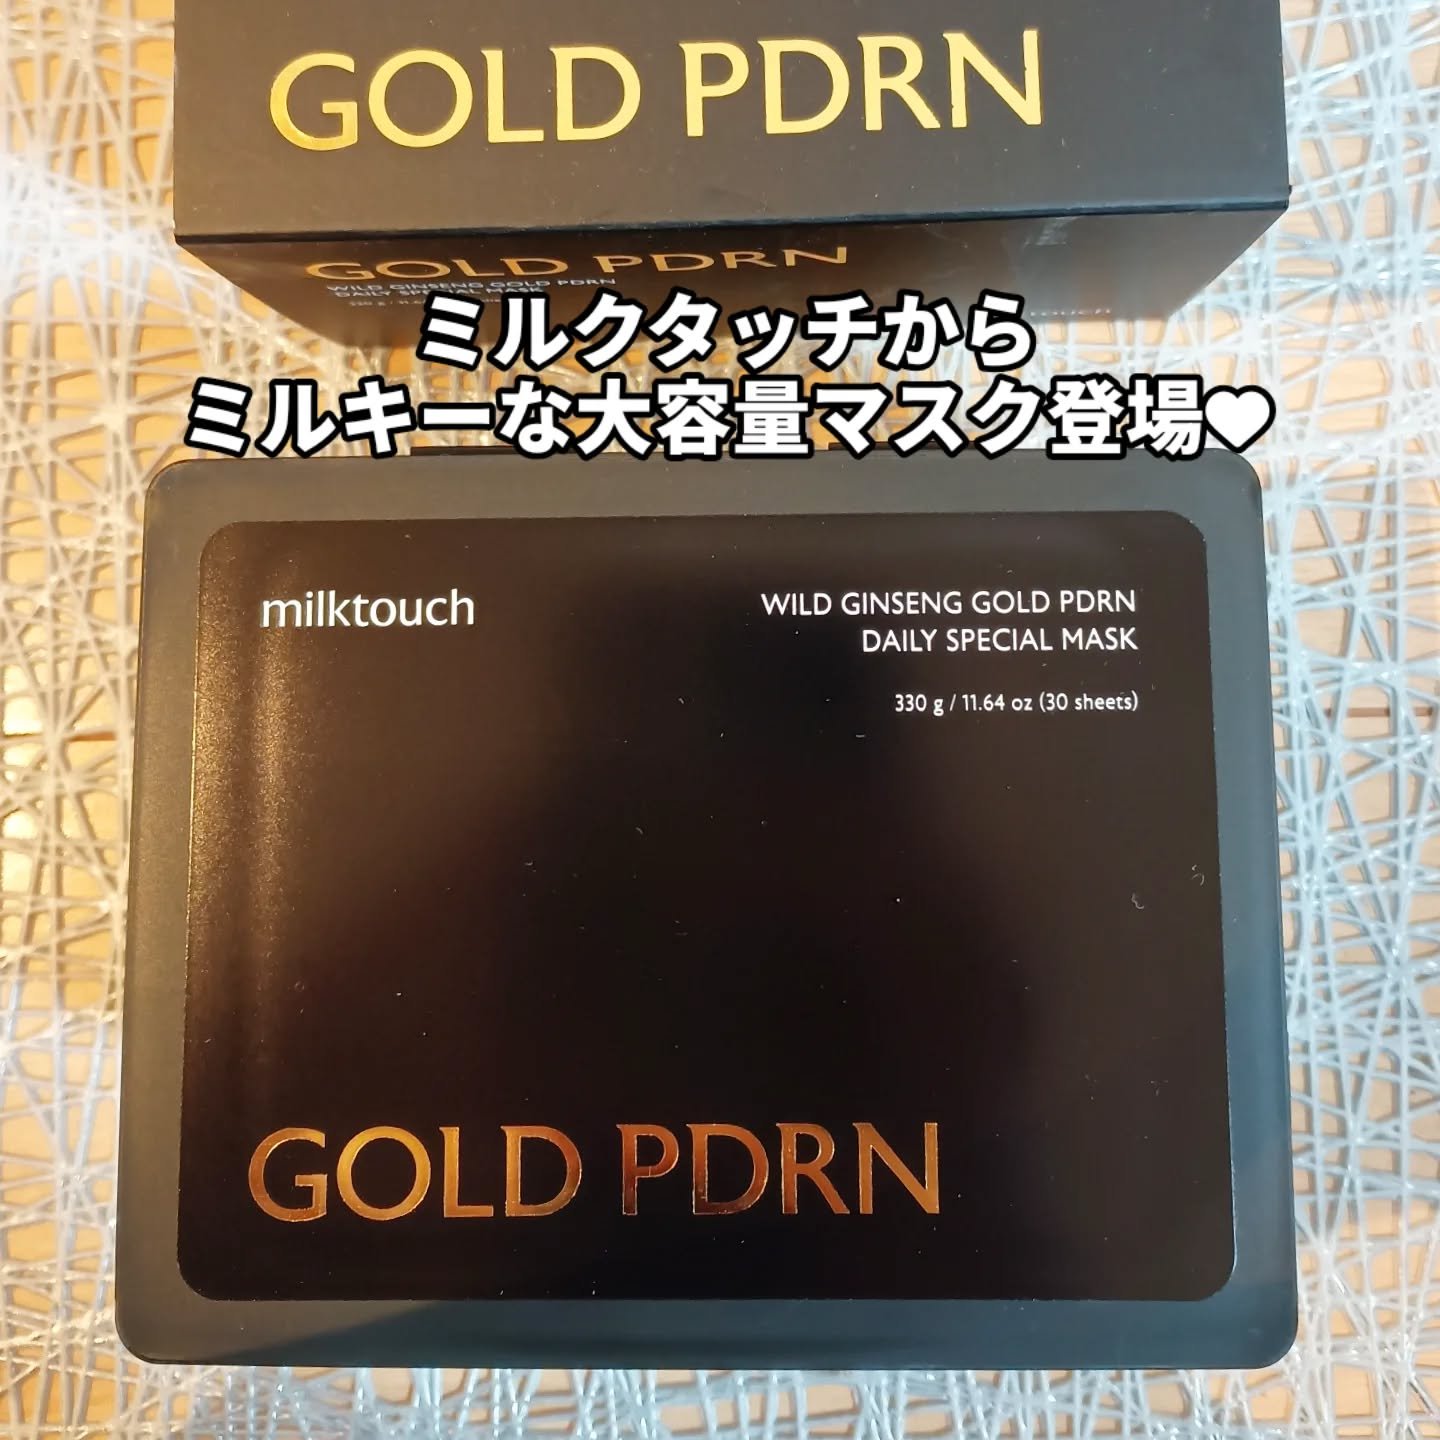 GOLD PDRN
GOLD PDRN
WILD GINSENG GOLD PDRN
DAILY SPECIAL MASK
ミルクタッチから
ミルキーな大容量マスク登場♥
milktouch
WILD GINSENG GOLD PDRN
DAILY SPECIAL MASK
330 g / 11.64 oz (30 sheets)
GOLD PDRN